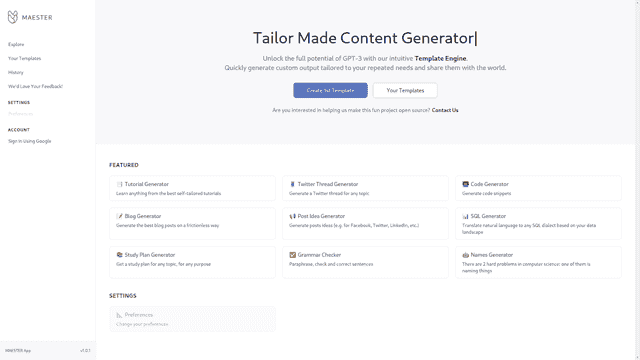 MAESTER
Explore
Your Templates
History
We'd Love Your Feedback!
SETTINGS
Preferences
ACCOUNT
Sign In Using Google
MAESTER App
v1.0.1
Tailor Made Content Generator
Unlock the full potential of GPT-3 with our intuitive Template Engine.
Quickly generate custom output tailored to your repeated needs and share them with the world.
Create 1st Template
Your Templates
Are you interested in helping us make this fun project open source? Contact Us
FEATURED
Tutorial Generator
Learn anything from the best self-tailored tutorials
Twitter Thread Generator
Generate a Twitter thread for any topic
Code Generator
Generate code snippets
Blog Generator
Generate the best blog posts on a frictionless way
Post Idea Generator
Generate posts ideas (e.g. for Facebook, Twitter, LinkedIn, etc.)
SQL Generator
Translate natural language to any SQL dialect based on your data
landscape
Study Plan Generator
Get a study plan for any topic, for any purpose
Grammar Checker
Paraphrase, check and correct sentences
Names Generator
There are 2 hard problems in computer science: one of them is
naming things
SETTINGS
Preferences
Change your preferences